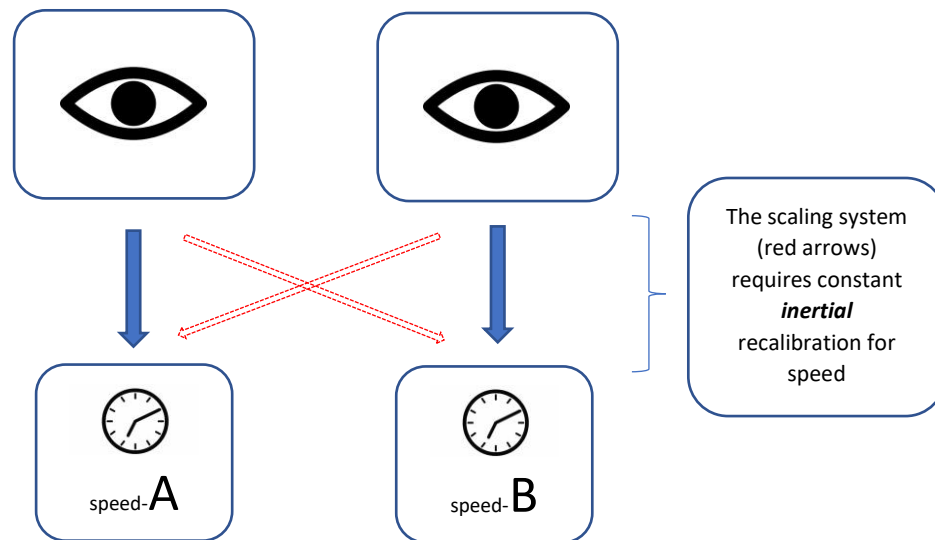 The scaling system
(red arrows)
requires constant
inertial
recalibration for
speed
speed-A
speed-B